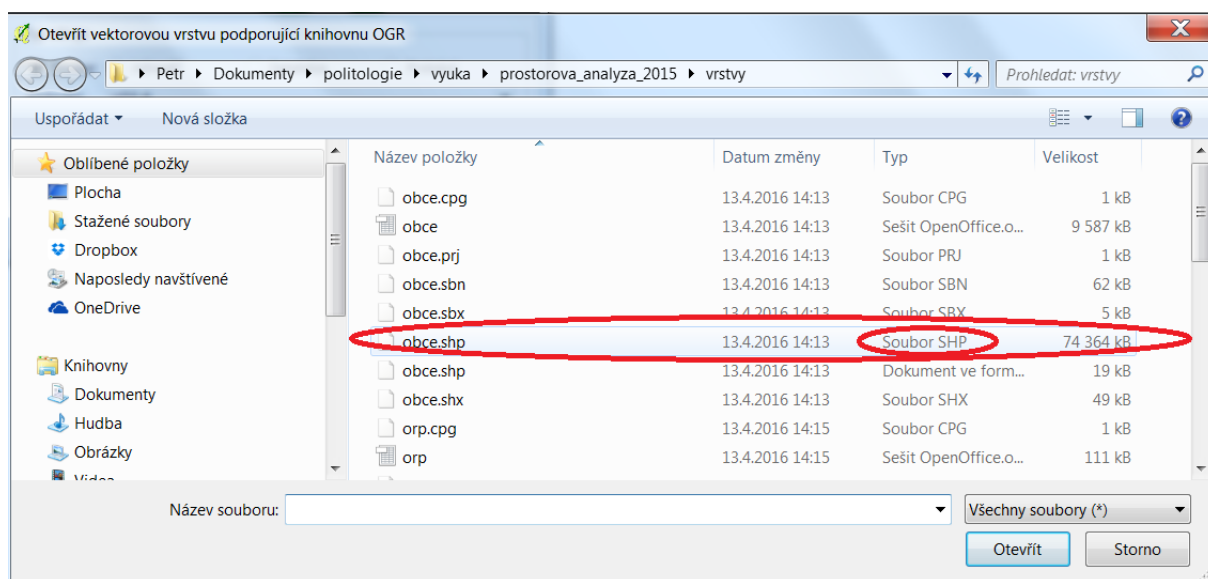 Otevřít vektorovou vrstvu podporující knihovnu OGR
Petr Dokumenty politologie vyuka prostorova_analyza_2015 vrstvy Prohledat: vrstvy
Uspořádat Nová složka
Oblíbené položky
Plocha
Stažené soubory
Dropbox
Naposledy navštívené
OneDrive
Knihovny
Dokumenty
Hudba
Obrázky
Videa
Název položky Datum změny Typ Velikost
obce.cpg 13.4.2016 14:13 Soubor CPG 1 kB
obce 13.4.2016 14:13 Sešit OpenOffice.o... 9 587 kB
obce.prj 13.4.2016 14:13 Soubor PRJ 1 kB
obce.sbn 13.4.2016 14:13 Soubor SBN 62 kB
obce.sbx 13.4.2016 14:13 Soubor SBX 5 kB
obce.shp 13.4.2016 14:13 Soubor SHP 74 364 kB
obce.shp 13.4.2016 14:13 Dokument ve form... 19 kB
obce.shx 13.4.2016 14:13 Soubor SHX 49 kB
orp.cpg 13.4.2016 14:15 Soubor CPG 1 kB
orp 13.4.2016 14:15 Sešit OpenOffice.o... 111 kB
Název souboru: Všechny soubory (*)
Otevřít Storno